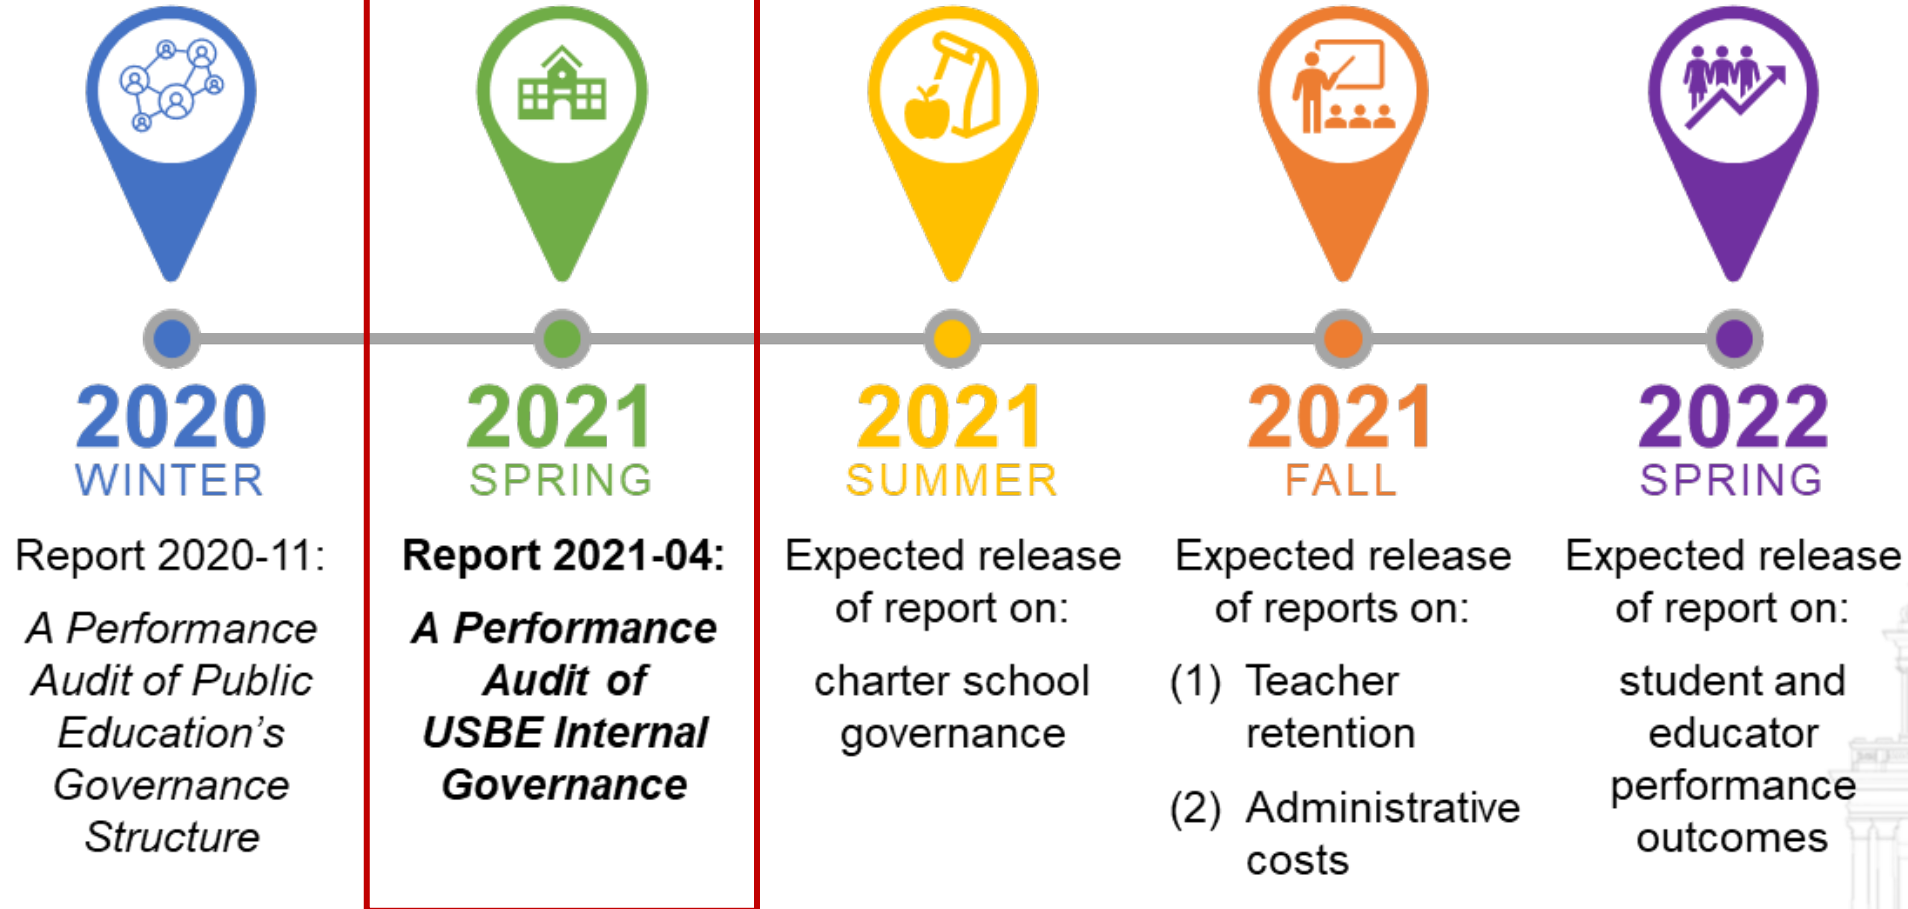 2020
WINTER
Report 2020-11:
A Performance
Audit of Public
Education’s
Governance
Structure
2021
SPRING
Report 2021-04:
A Performance
Audit of
USBE Internal
Governance
2021
SUMMER
Expected release
of report on:
charter school
governance
2021
FALL
Expected release
of reports on:
(1) Teacher
retention
(2) Administrative
costs
2022
SPRING
Expected release
of report on:
student and
educator
performance
outcomes